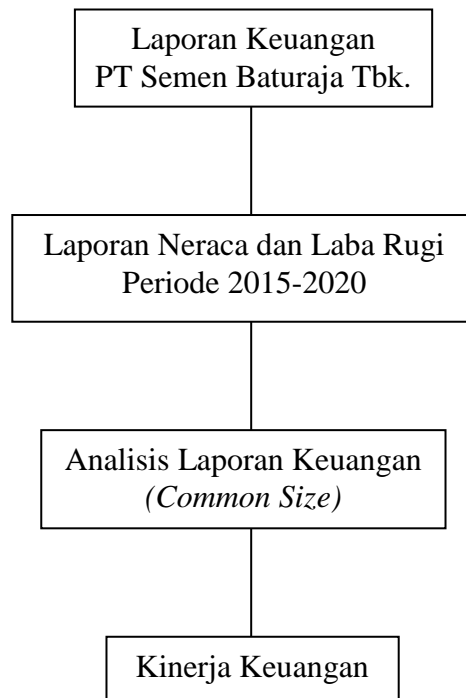 Laporan Keuangan
PT Semen Baturaja Tbk.
Laporan Neraca dan Laba Rugi
Periode 2015-2020
Analisis Laporan Keuangan
(Common Size)
Kinerja Keuangan